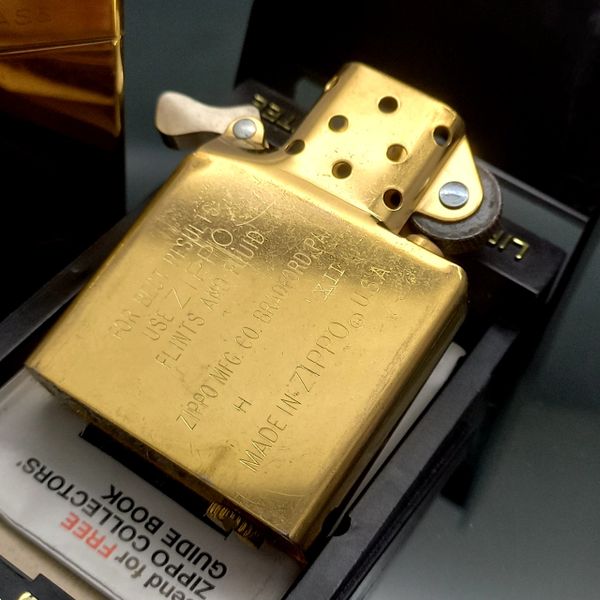 FOR BEST RESULTS
USE ZIPPO
FLINTS AND FLUID
ZIPPO MFG. CO. BRADFORD, PA.
H XII
MADE IN ZIPPO ® U.S.A.
end for FREE
ZIPPO COLLECTORS'
GUIDE BOOK